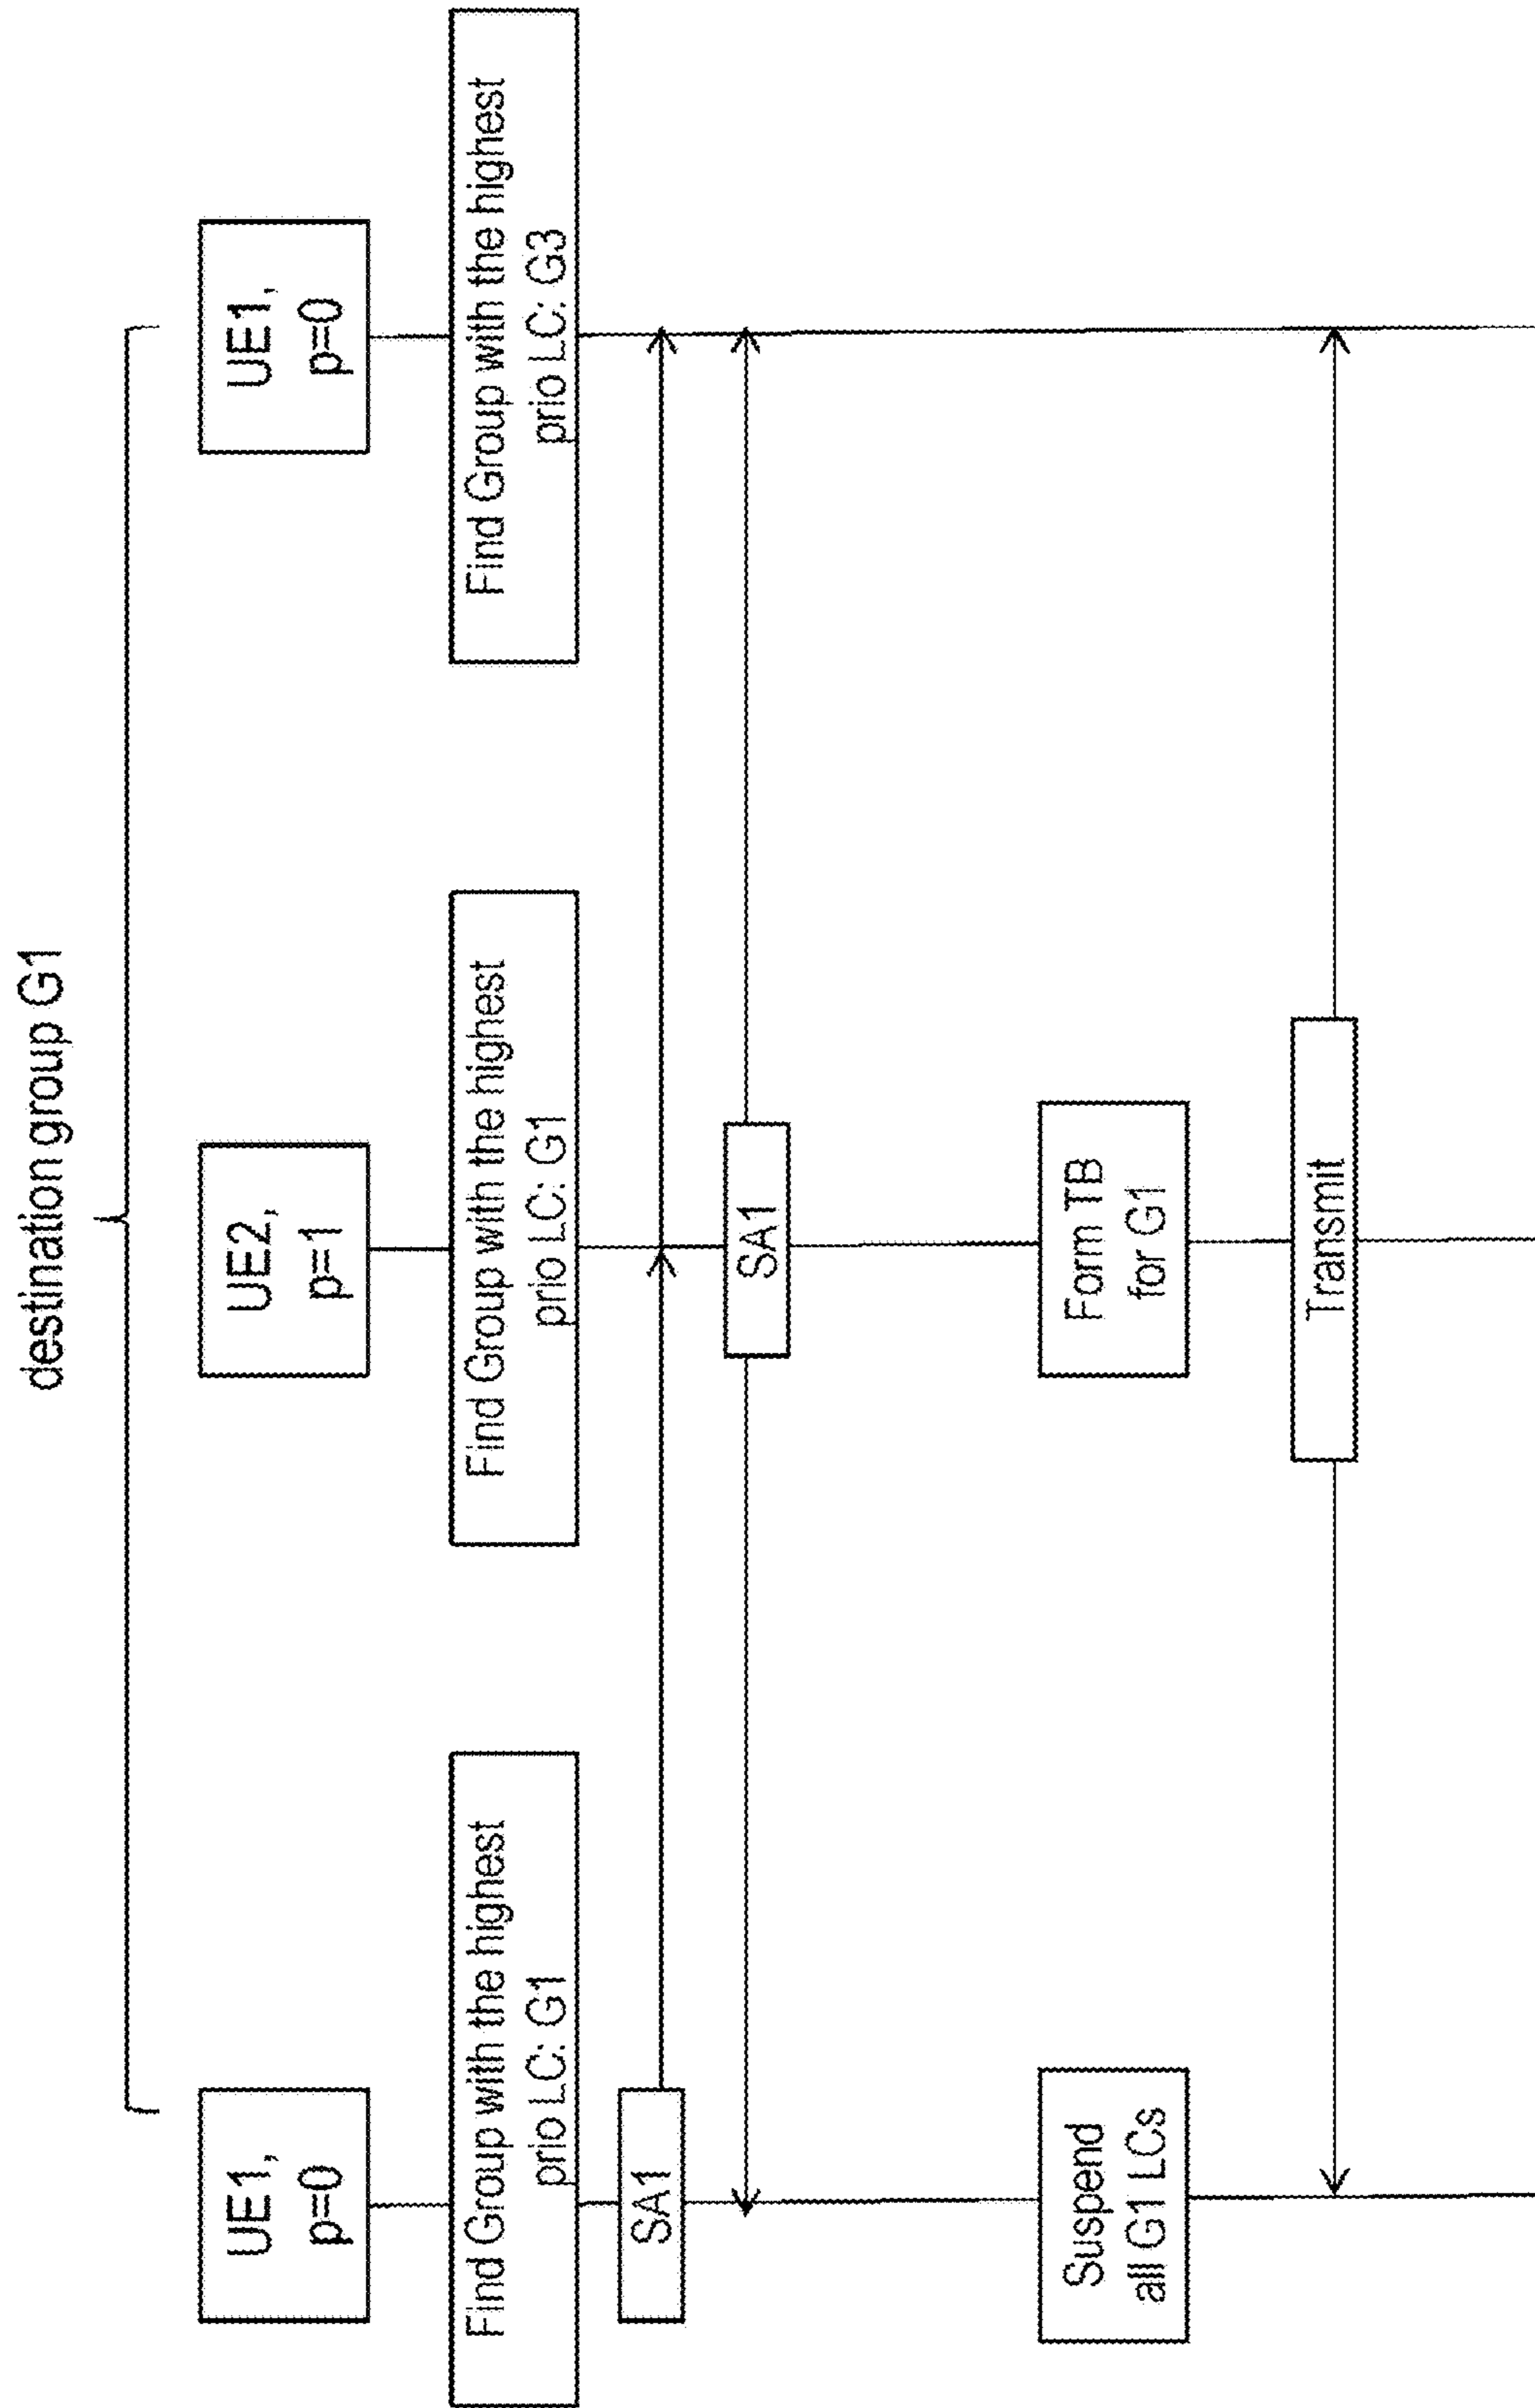 destination group G1
UE1,
p=0
UE2,
p=1
UE1,
p=0
Find Group with the highest
prio LC: G1
Find Group with the highest
prio LC: G1
Find Group with the highest
prio LC: G3
SA1
SA1
Suspend
all G1 LCs
Form TB
for G1
Transmit